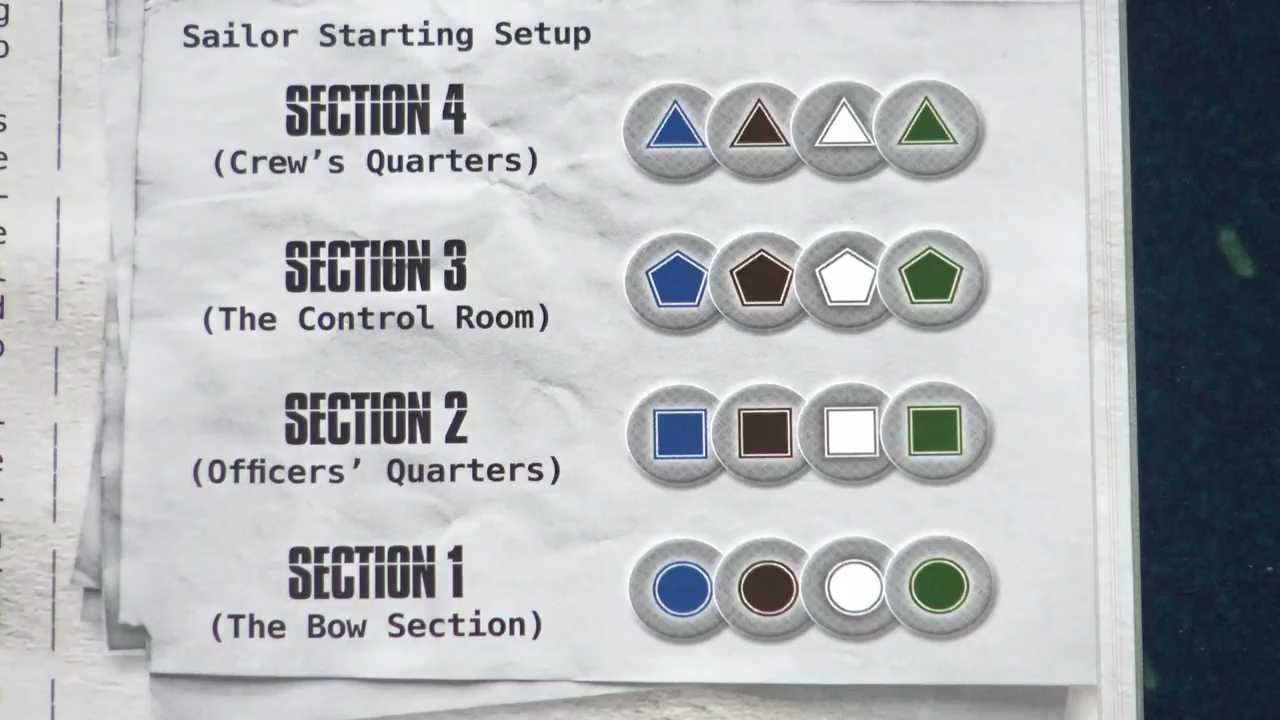 Sailor Starting Setup
SECTION 4
(Crew's Quarters)
SECTION 3
(The Control Room)
SECTION 2
(Officers' Quarters)
SECTION 1
(The Bow Section)